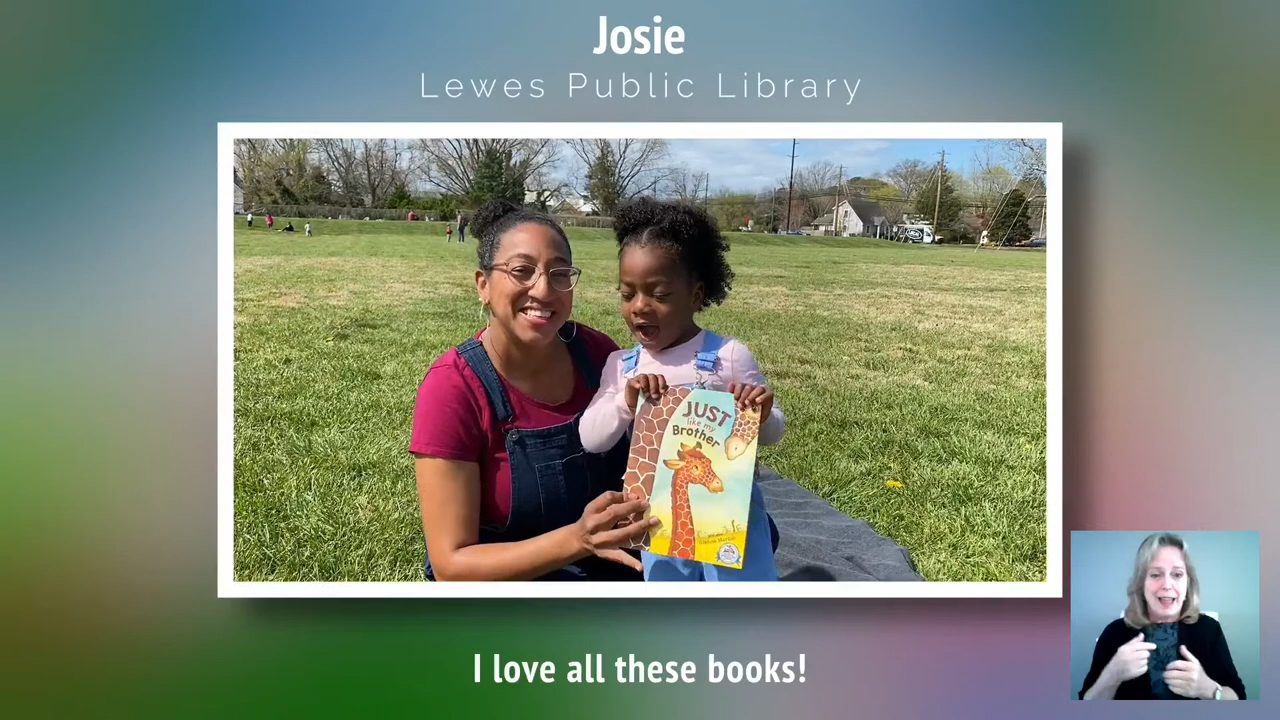 Josie
Lewes Public Library
JUST
like my
Brother
I love all these books!